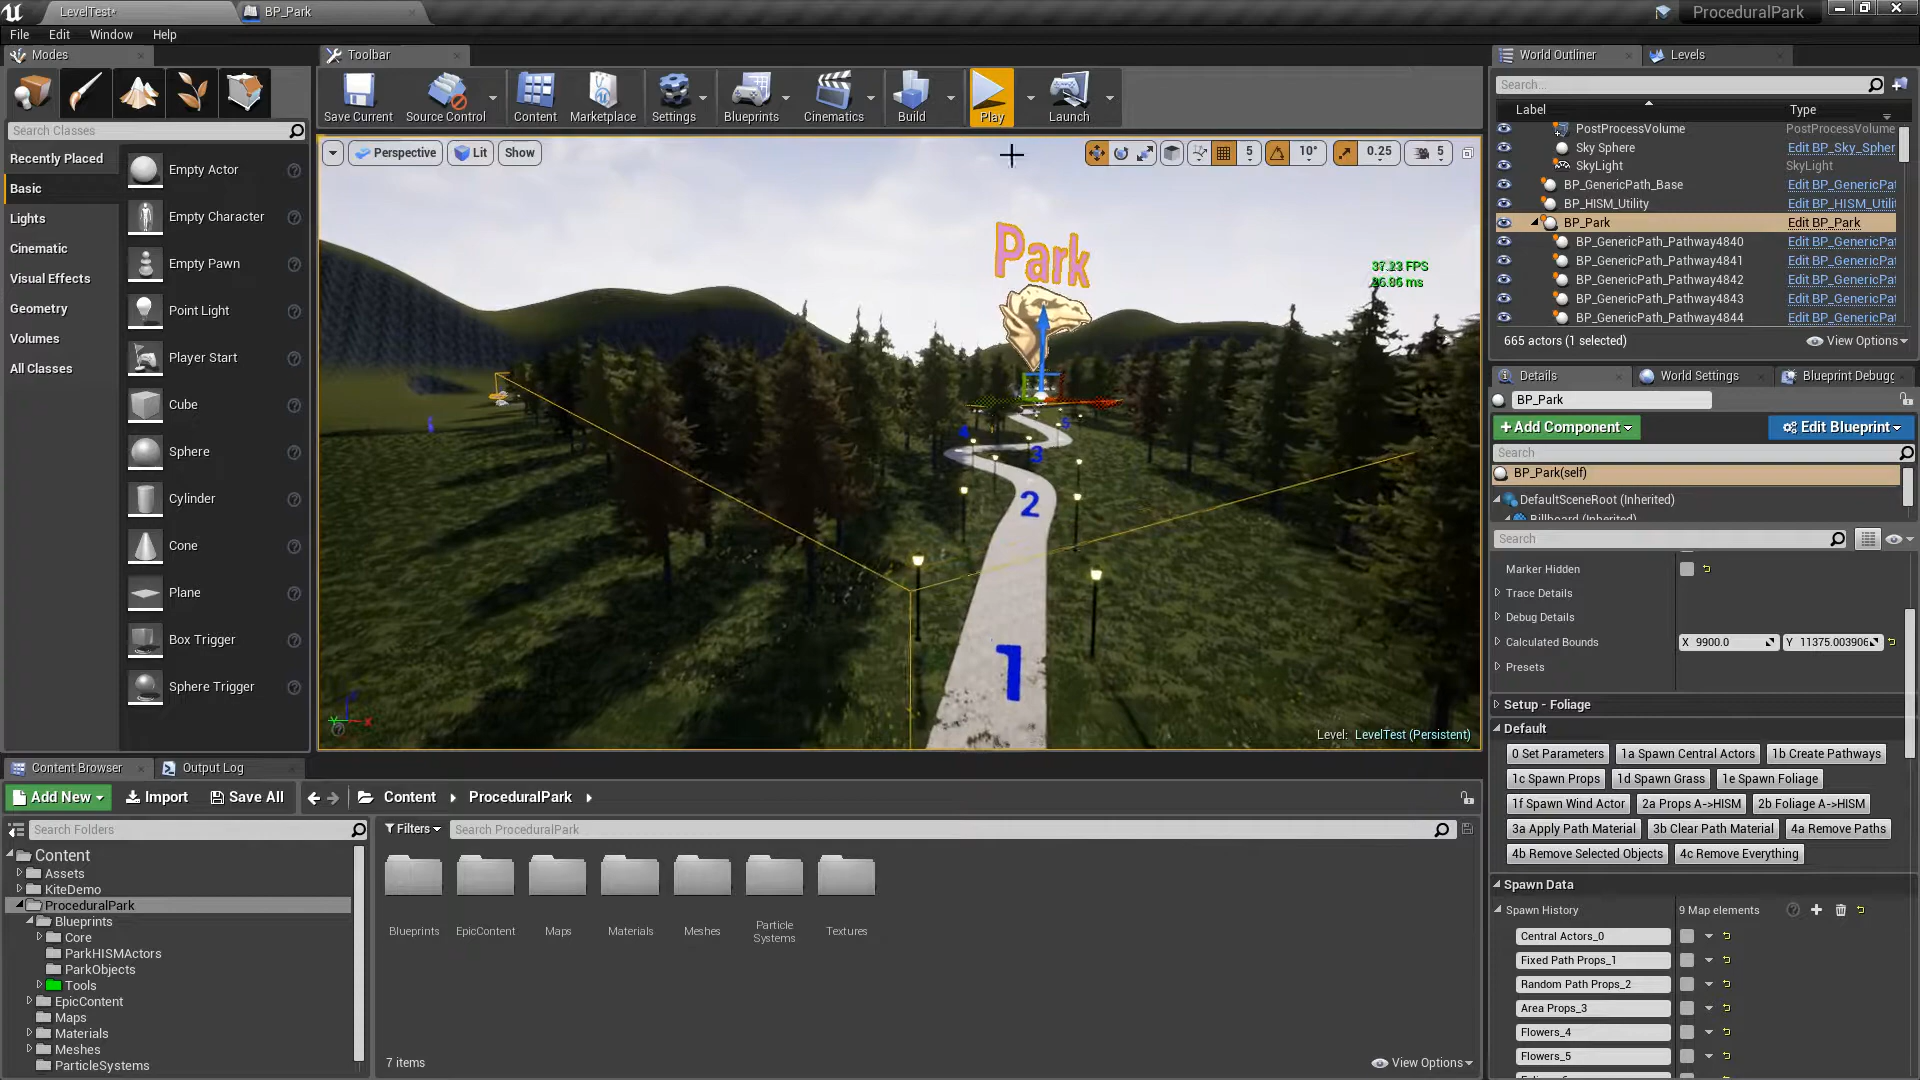 LevelTest*
BP_Park
ProceduralPark
File Edit Window Help
Modes
Toolbar
World Outliner
Levels
Save Current
Source Control
Content
Marketplace
Settings
Blueprints
Cinematics
Build
Play
Launch
Search Classes
Recently Placed
Basic
Lights
Cinematic
Visual Effects
Geometry
Volumes
All Classes
Empty Actor
Empty Character
Empty Pawn
Point Light
Player Start
Cube
Sphere
Cylinder
Cone
Plane
Box Trigger
Sphere Trigger
Perspective
Lit
Show
5
10°
0.25
5
Park
37.23 FPS
26.86 ms
4
5
3
2
1
Level: LevelTest (Persistent)
Search...
Label Type
PostProcessVolume PostProcessVolume
Sky Sphere Edit BP_Sky_Spher
SkyLight SkyLight
BP_GenericPath_Base Edit BP_GenericPat
BP_HISM_Utility Edit BP_HISM_Utilit
BP_Park Edit BP_Park
BP_GenericPath_Pathway4840 Edit BP_GenericPat
BP_GenericPath_Pathway4841 Edit BP_GenericPat
BP_GenericPath_Pathway4842 Edit BP_GenericPat
BP_GenericPath_Pathway4843 Edit BP_GenericPat
BP_GenericPath_Pathway4844 Edit BP_GenericPat
665 actors (1 selected)
View Options
Details
World Settings
Blueprint Debugg
BP_Park
Add Component
Edit Blueprint
Search
BP_Park(self)
DefaultSceneRoot (Inherited)
Billboard (Inherited)
Search
Marker Hidden
Trace Details
Debug Details
Calculated Bounds X 9900.0 Y 11375.003906
Presets
Setup - Foliage
Default
0 Set Parameters 1a Spawn Central Actors 1b Create Pathways
1c Spawn Props 1d Spawn Grass 1e Spawn Foliage
1f Spawn Wind Actor 2a Props A->HISM 2b Foliage A->HISM
3a Apply Path Material 3b Clear Path Material 4a Remove Paths
4b Remove Selected Objects 4c Remove Everything
Spawn Data
Spawn History 9 Map elements
Central Actors_0
Fixed Path Props_1
Random Path Props_2
Area Props_3
Flowers_4
Flowers_5
Content Browser
Output Log
Add New
Import
Save All
Content
ProceduralPark
Search Folders
Filters
Search ProceduralPark
Content
Assets
KiteDemo
ProceduralPark
Blueprints
Core
ParkHISMActors
ParkObjects
Tools
EpicContent
Maps
Materials
Meshes
ParticleSystems
Blueprints
EpicContent
Maps
Materials
Meshes
Particle
Systems
Textures
7 items
View Options